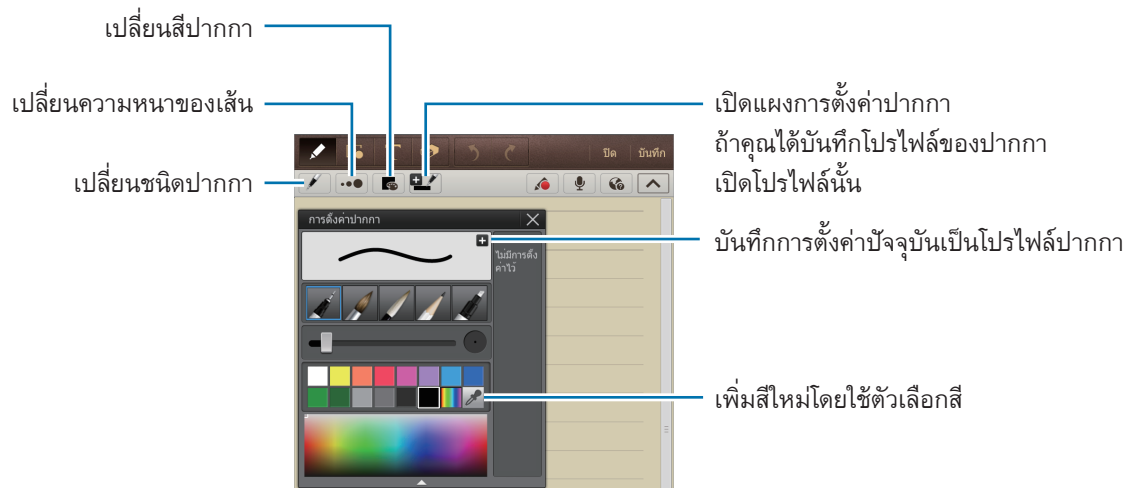 เปลี่ยนสีปากกา
เปลี่ยนความหนาของเส้น
เปลี่ยนชนิดปากกา
เปิดแผงการตั้งค่าปากกา
ถ้าคุณได้บันทึกโปรไฟล์ของปากกา
เปิดโปรไฟล์นั้น
ปิด
บันทึก
การตั้งค่าปากกา
ไม่มีการตั้ง
ค่าไว้
บันทึกการตั้งค่าปัจจุบันเป็นโปรไฟล์ปากกา
เพิ่มสีใหม่โดยใช้ตัวเลือกสี